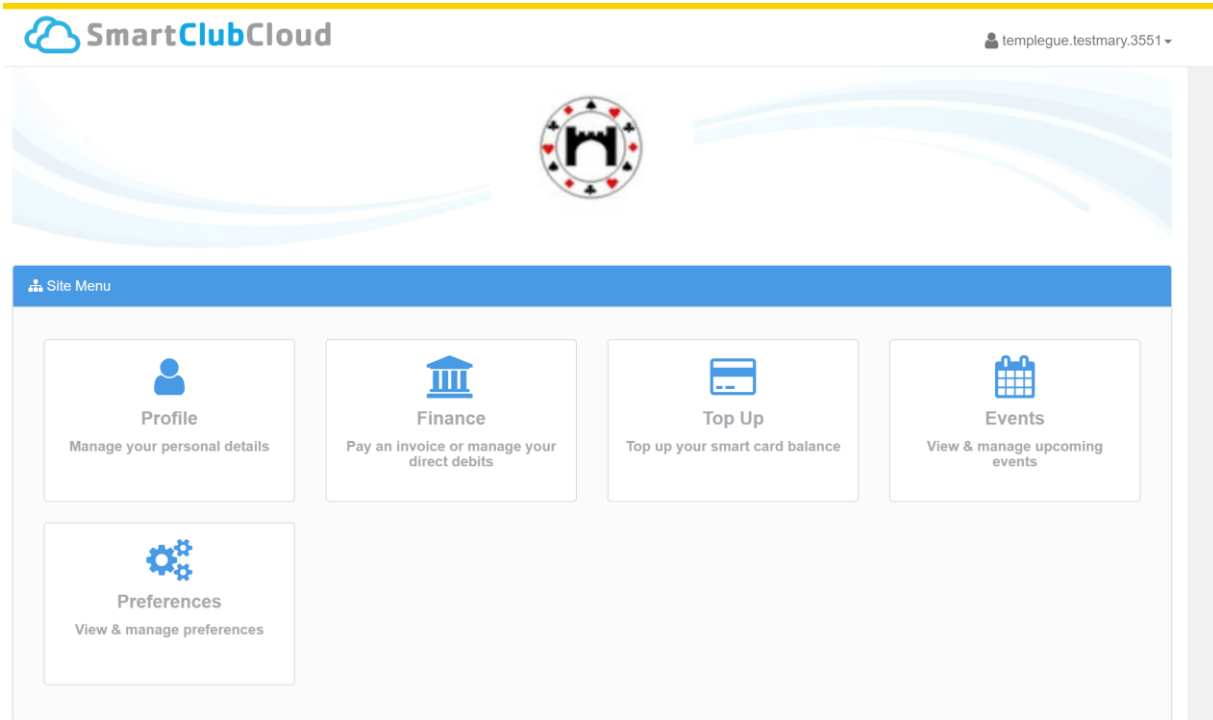 SmartClubCloud
templegue.testmary.3551
Site Menu
Profile
Manage your personal details
Finance
Pay an invoice or manage your
direct debits
Top Up
Top up your smart card balance
Events
View & manage upcoming
events
Preferences
View & manage preferences